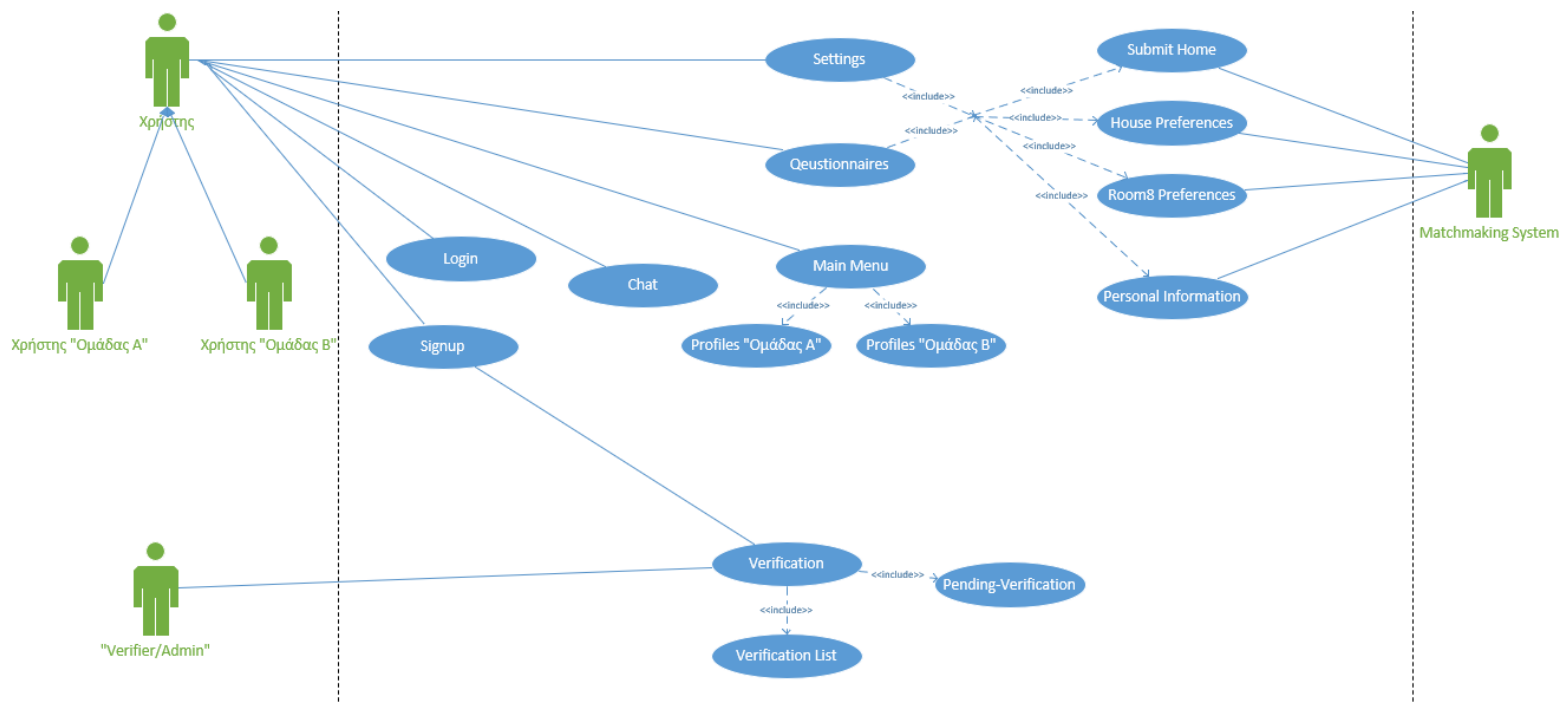 Settings
Submit Home
<<include>>
<<include>>
<<include>>
Χρήστης
House Preferences
<<include>>
Qeustionnaires
<<include>>
Room8 Preferences
<<include>>
Matchmaking System
Login
Main Menu
Chat
Personal Information
<<include>>
<<include>>
Χρήστης "Ομάδας Α"
Χρήστης "Ομάδας Β"
Signup
Profiles "Ομάδας Α"
Profiles "Ομάδας Β"
Verification
<<include>>
Pending-Verification
<<include>>
"Verifier/Admin"
Verification List